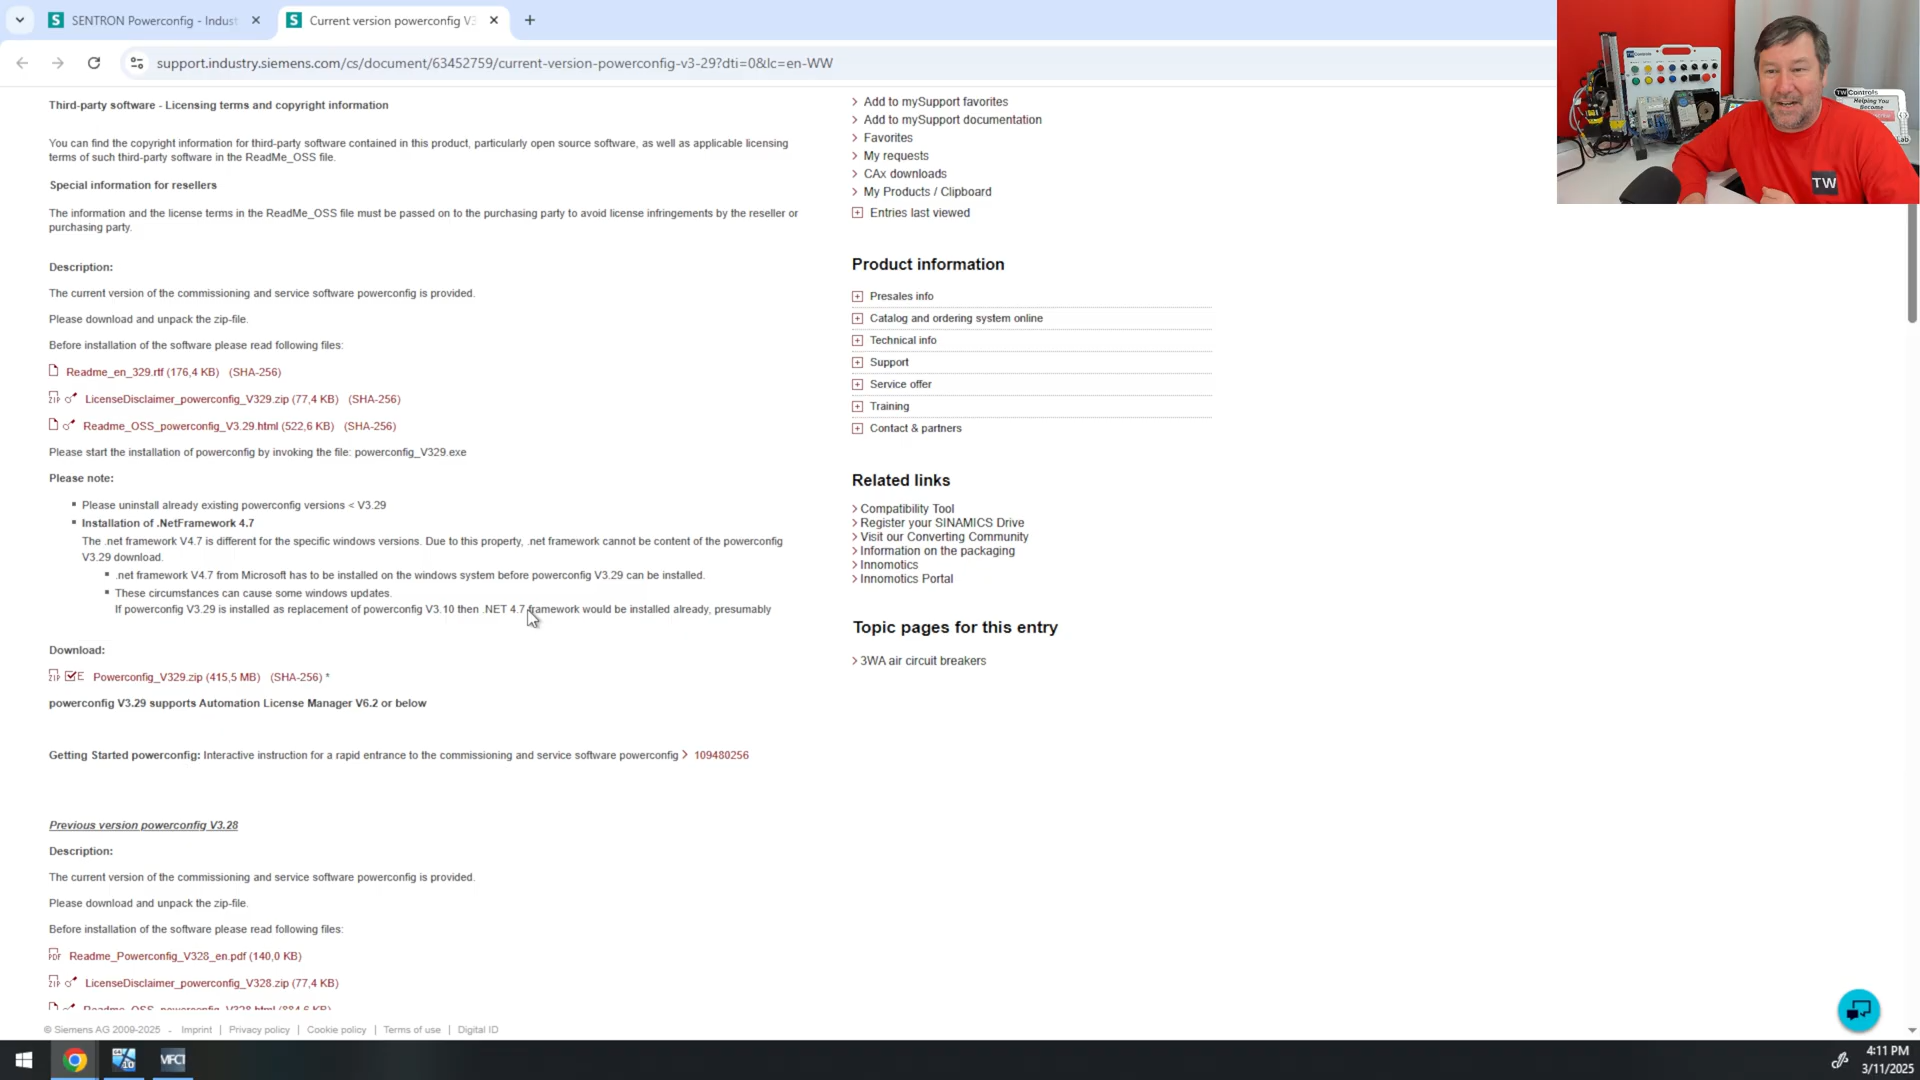 SENTRON Powerconfig - Indust
Current version powerconfig V3
support.industry.siemens.com/cs/document/63452759/current-version-powerconfig-v3-29?dti=0&lc=en-WW
Third-party software - Licensing terms and copyright information
You can find the copyright information for third-party software contained in this product, particularly open source software, as well as applicable licensing
terms of such third-party software in the ReadMe_OSS file.
Special information for resellers
The information and the license terms in the ReadMe_OSS file must be passed on to the purchasing party to avoid license infringements by the reseller or
purchasing party.
Description:
The current version of the commissioning and service software powerconfig is provided.
Please download and unpack the zip-file.
Before installation of the software please read following files:
Readme_en_329.rtf (176,4 KB) (SHA-256)
LicenseDisclaimer_powerconfig_V329.zip (77,4 KB) (SHA-256)
Readme_OSS_powerconfig_V3.29.html (522,6 KB) (SHA-256)
Please start the installation of powerconfig by invoking the file: powerconfig_V329.exe
Please note:
Please uninstall already existing powerconfig versions < V3.29
Installation of .NetFramework 4.7
The .net framework V4.7 is different for the specific windows versions. Due to this property, .net framework cannot be content of the powerconfig
V3.29 download.
.net framework V4.7 from Microsoft has to be installed on the windows system before powerconfig V3.29 can be installed.
These circumstances can cause some windows updates.
If powerconfig V3.29 is installed as replacement of powerconfig V3.10 then .NET 4.7 framework would be installed already, presumably
Download:
Powerconfig_V329.zip (415,5 MB) (SHA-256) *
powerconfig V3.29 supports Automation License Manager V6.2 or below
Getting Started powerconfig: Interactive instruction for a rapid entrance to the commissioning and service software powerconfig > 109480256
Previous version powerconfig V3.28
Description:
The current version of the commissioning and service software powerconfig is provided.
Please download and unpack the zip-file.
Before installation of the software please read following files:
Readme_Powerconfig_V328_en.pdf (140,0 KB)
LicenseDisclaimer_powerconfig_V328.zip (77,4 KB)
Readme_OSS_powerconfig_V328.html (884,6 KB)
Add to mySupport favorites
Add to mySupport documentation
Favorites
My requests
CAx downloads
My Products / Clipboard
Entries last viewed
Product information
Presales info
Catalog and ordering system online
Technical info
Support
Service offer
Training
Contact & partners
Related links
Compatibility Tool
Register your SINAMICS Drive
Visit our Converting Community
Information on the packaging
Innomotics
Innomotics Portal
Topic pages for this entry
3WA air circuit breakers
TW Controls
Helping You
Become
TW
© Siemens AG 2009-2025 - Imprint | Privacy policy | Cookie policy | Terms of use | Digital ID
MFCT
4:11 PM
3/11/2025